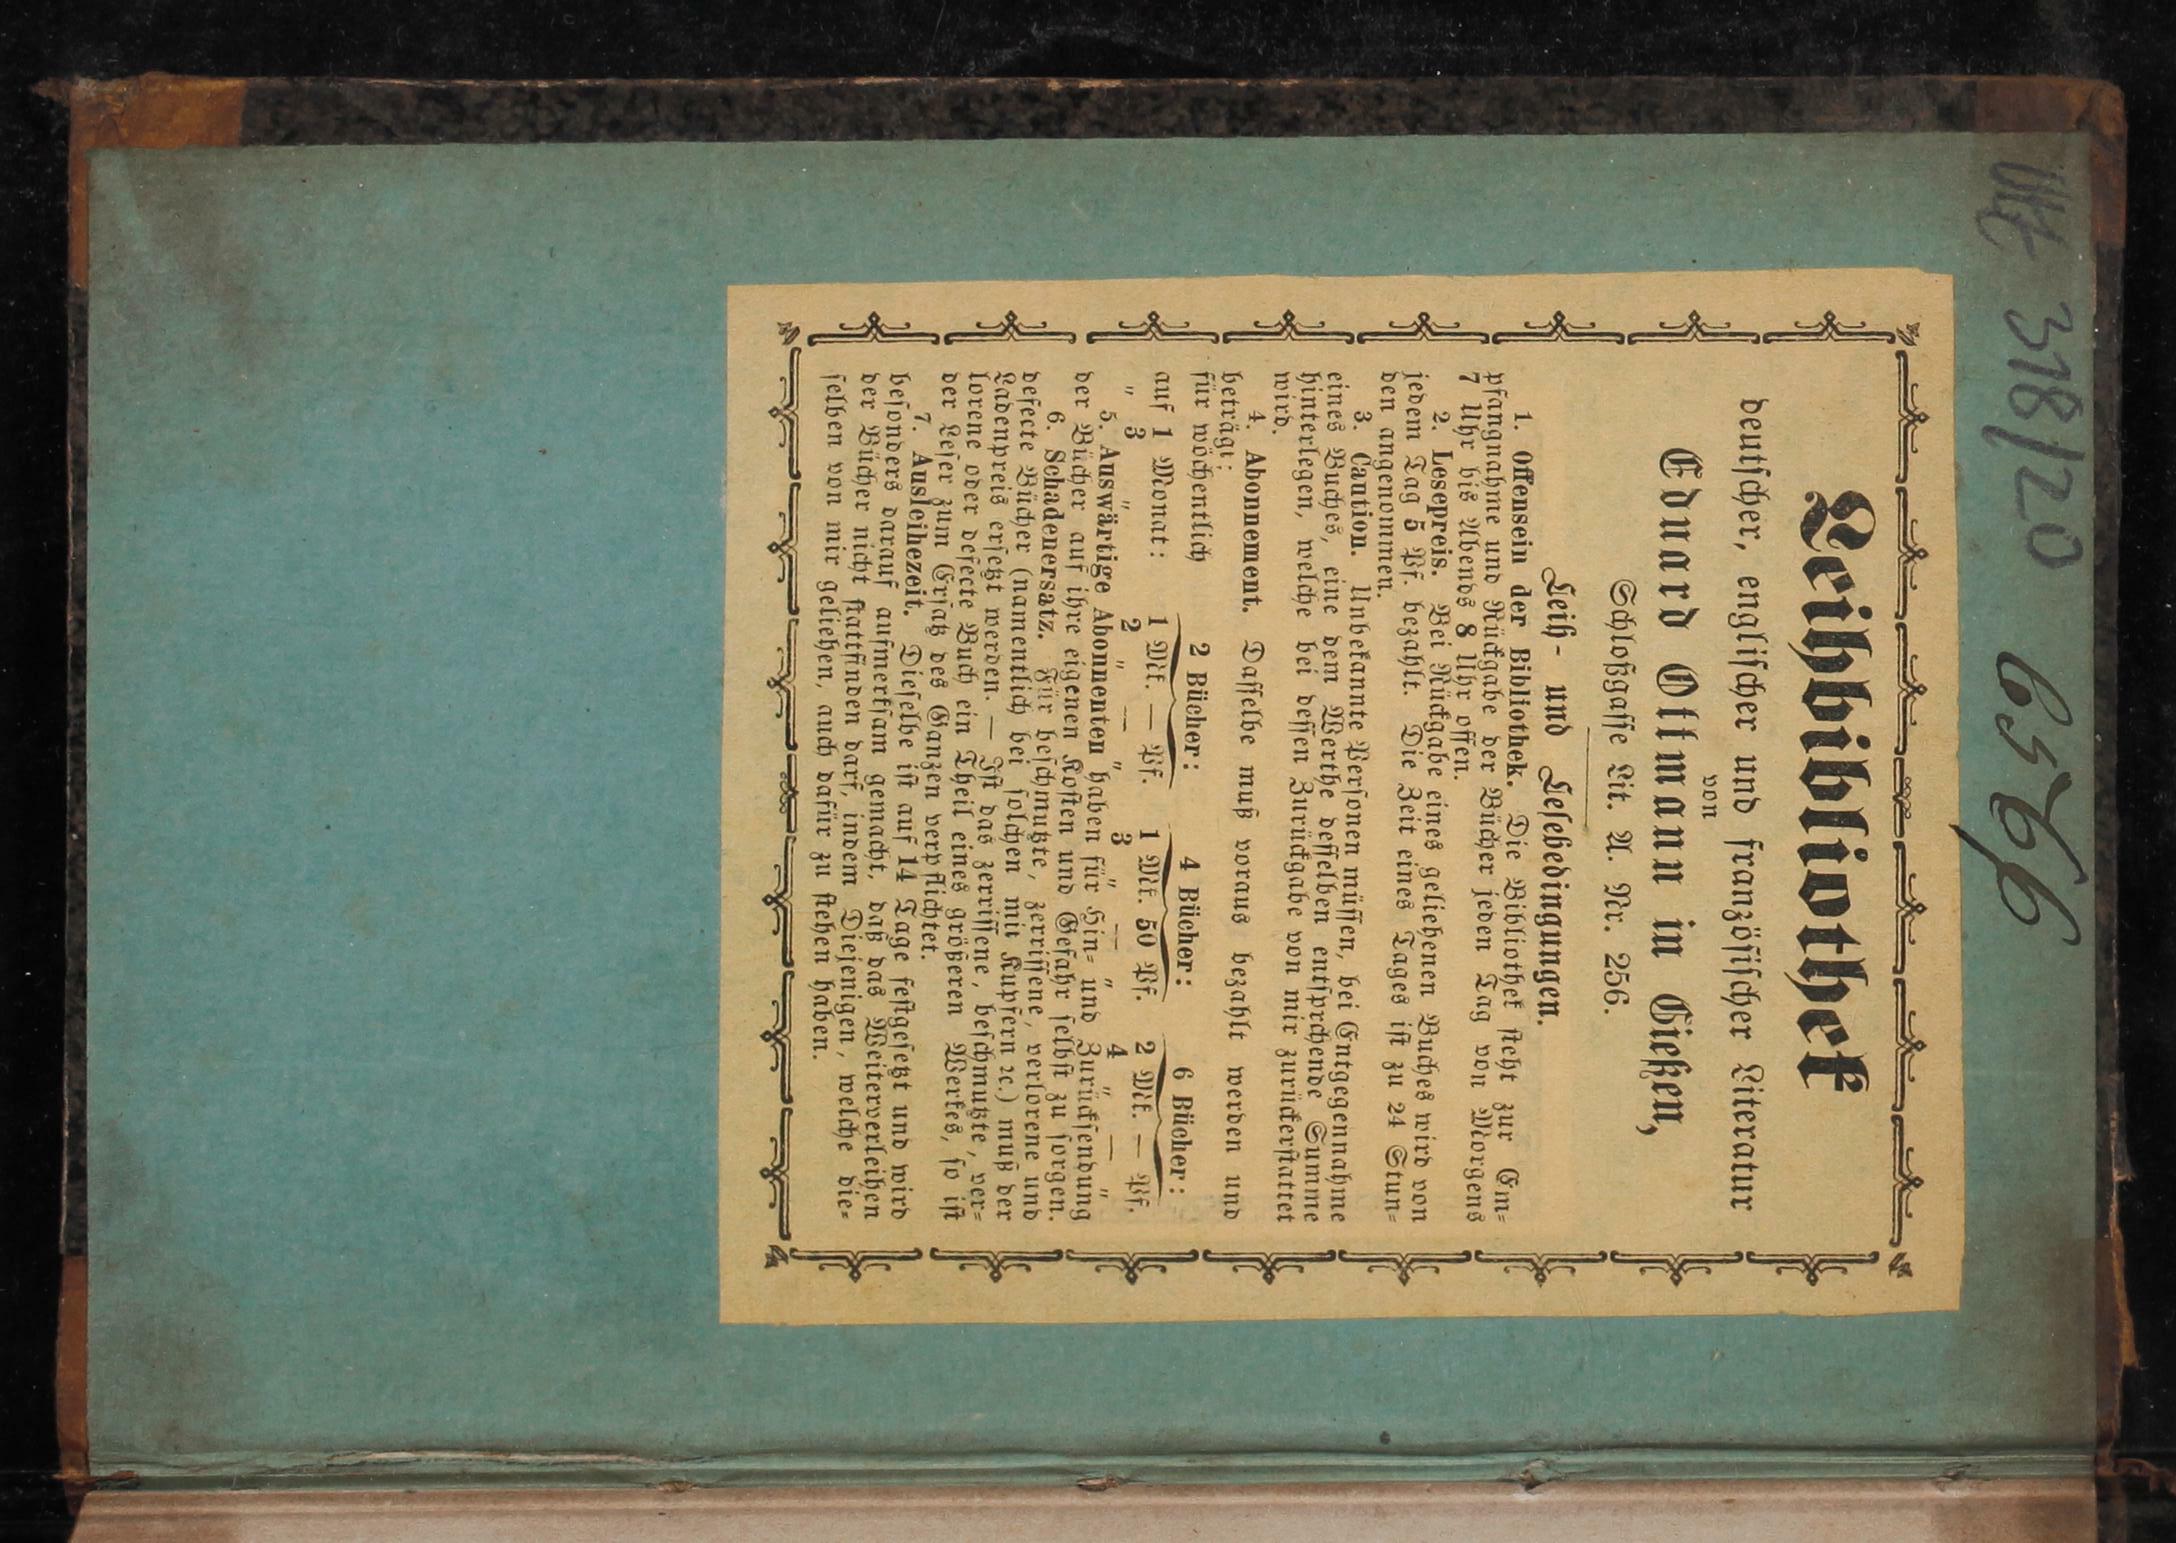 318/20 6566
Leihbibliothek
deutſcher, engliſcher und franzöſiſcher Literatur
von
Eduard Ottmann in Gießen,
Schloßgaſſe Lit. A. Nr. 256.
Leih- und Leſebedingungen.
1. Offensein der Bibliothek. Die Bibliothek ſteht zur Em-
pfangnahme und Rückgabe der Bücher jeden Tag von Morgens
7 Uhr bis Abends 8 Uhr offen.
2. Lesepreis. Bei Rückgabe eines geliehenen Buches wird von
jedem Tag 5 Pf. bezahlt. Die Zeit eines Tages iſt zu 24 Stun-
den angenommen.
3. Caution. Unbekannte Perſonen müſſen, bei Entgegennahme
eines Buches, eine dem Werthe deſſelben entſprchende Summe
hinterlegen, welche bei deſſen Zurückgabe von mir zurückerſtattet
wird.
4. Abonnement. Daſſelbe muß voraus bezahlt werden und
beträgt:
für wöchentlich 2 Bücher: 4 Bücher: 6 Bücher:
auf 1 Monat: 1 Mk. — Pf. 1 Mk. 50 Pf. 2 Mk. — Pf.
„ 3 „ 2 „ — „ 3 „ — „ 4 „ — „
5. Auswärtige Abonnenten haben für Hin- und Zurückſendung
der Bücher auf ihre eigenen Koſten und Gefahr ſelbſt zu ſorgen.
6. Schadenersatz. Für beſchmutzte, zerriſſene, verlorene und
defecte Bücher (namentlich bei ſolchen mit Kupfern ꝛc.) muß der
Ladenpreis erſetzt werden. — Iſt das zerriſſene, beſchmutzte, ver-
lorene oder defecte Buch ein Theil eines größeren Werkes, ſo iſt
der Leſer zum Erſatz des Ganzen verpflichtet.
7. Ausleihezeit. Dieſelbe iſt auf 14 Tage feſtgeſetzt und wird
beſonders darauf aufmerkſam gemacht, daß das Weiterverleihen
der Bücher nicht ſtattfinden darf, indem Diejenigen, welche die-
ſelben von mir geliehen, auch dafür zu ſtehen haben.